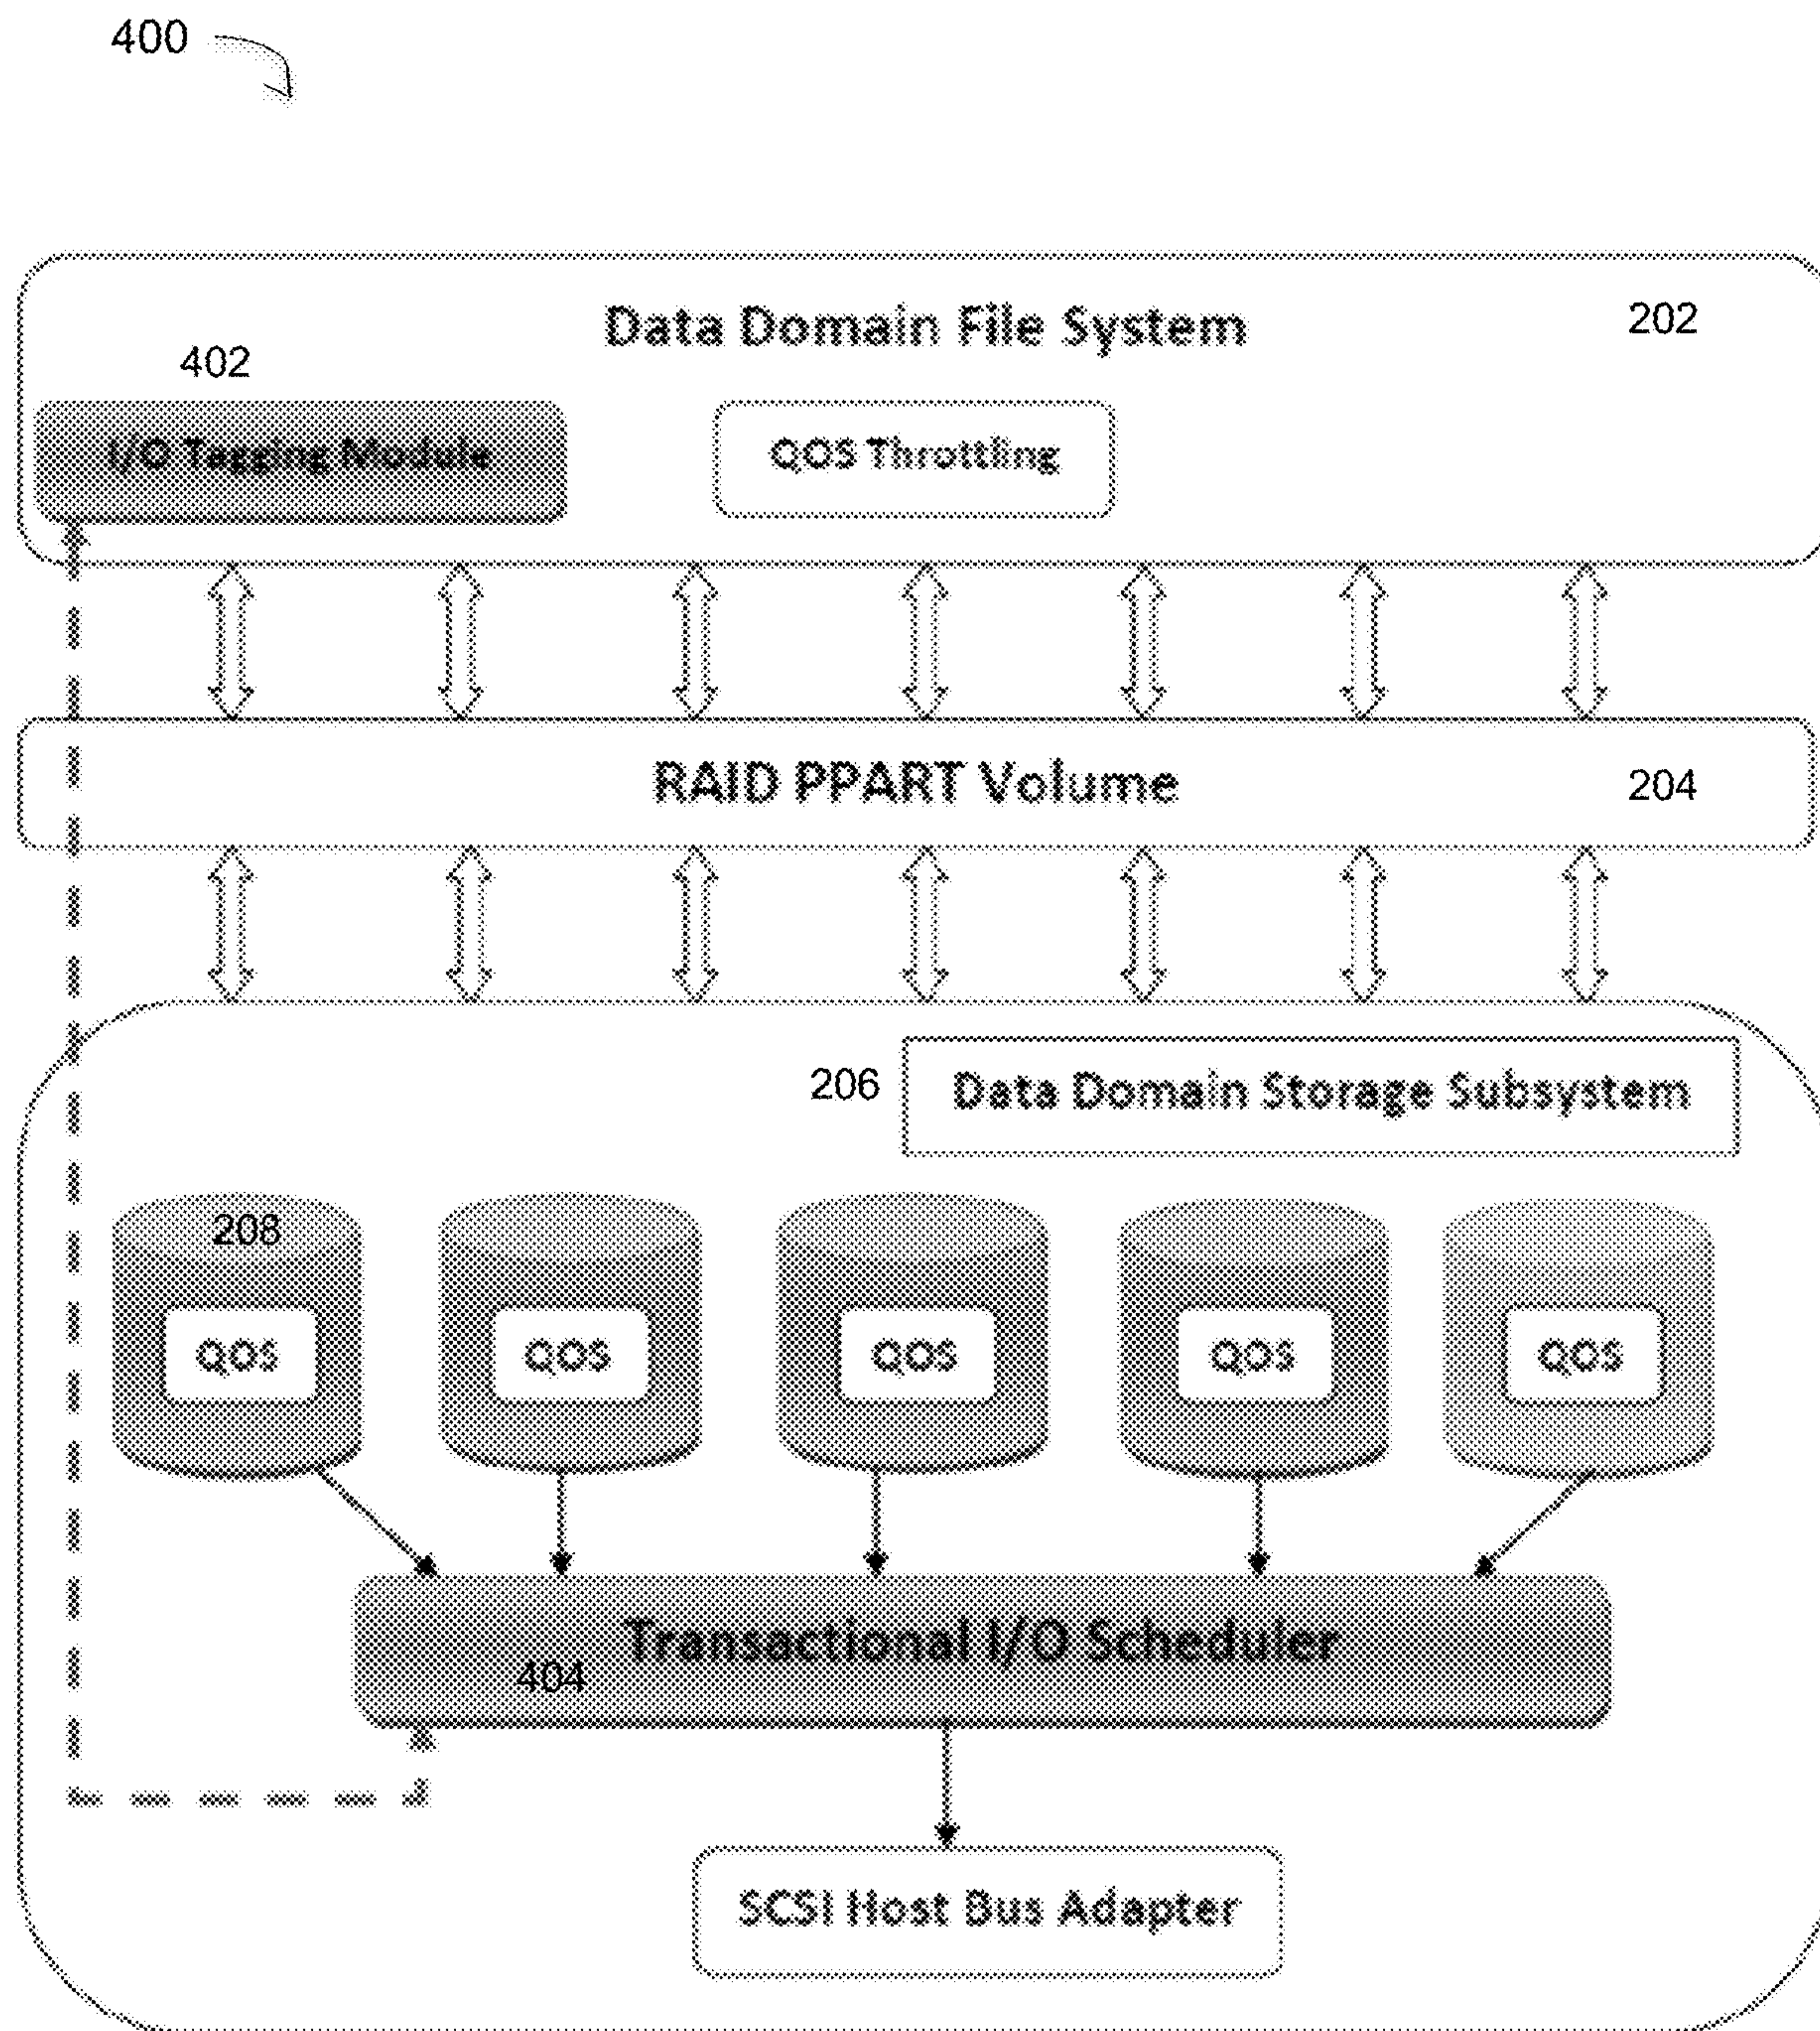 400
Data Domain File System
202
402
I/O Tagging Module
QOS Throttling
RAID PPART Volume
204
206
Data Domain Storage Subsystem
208
QOS
QOS
QOS
QOS
QOS
Transactional I/O Scheduler
404
SCSI Host Bus Adapter